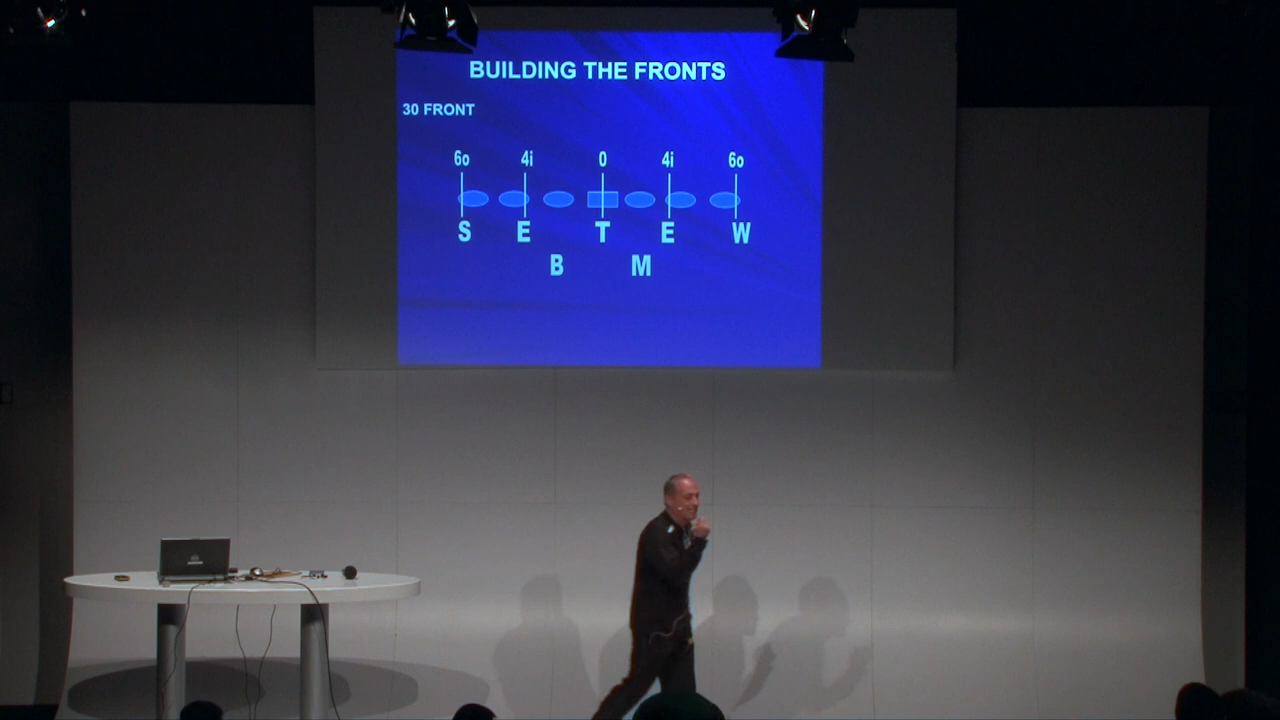 BUILDING THE FRONTS
30 FRONT
6o 4i 0 4i 6o
S E T E W
B M